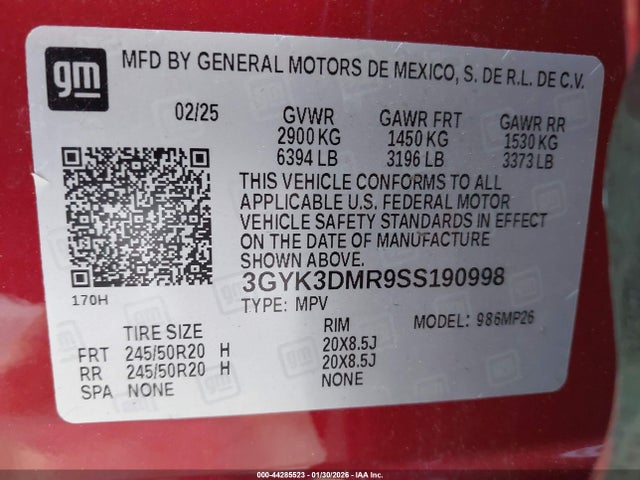 gm
MFD BY GENERAL MOTORS DE MEXICO, S. DE R.L. DE C.V.
02/25 GVWR GAWR FRT GAWR RR
2900 KG 1450 KG 1530 KG
6394 LB 3196 LB 3373 LB
THIS VEHICLE CONFORMS TO ALL
APPLICABLE U.S. FEDERAL MOTOR
VEHICLE SAFETY STANDARDS IN EFFECT
ON THE DATE OF MANUFACTURE
SHOWN ABOVE.
170H
3GYK3DMR9SS190998
TYPE: MPV MODEL: 986MP26
TIRE SIZE RIM
FRT 245/50R20 H 20X8.5J
RR 245/50R20 H 20X8.5J
SPA NONE NONE
000-44285523 | 01/30/2026 - IAA Inc.